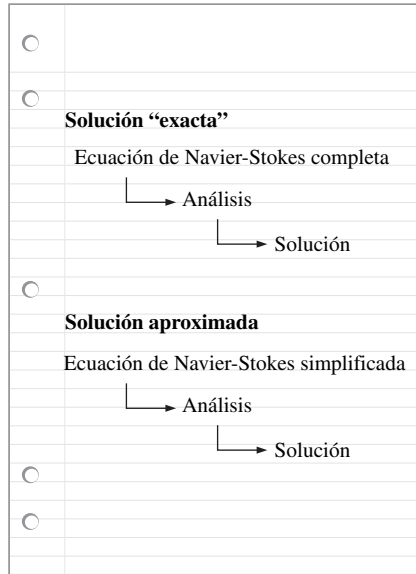 Solución “exacta”
Ecuación de Navier-Stokes completa
Análisis
Solución
Solución aproximada
Ecuación de Navier-Stokes simplificada
Análisis
Solución